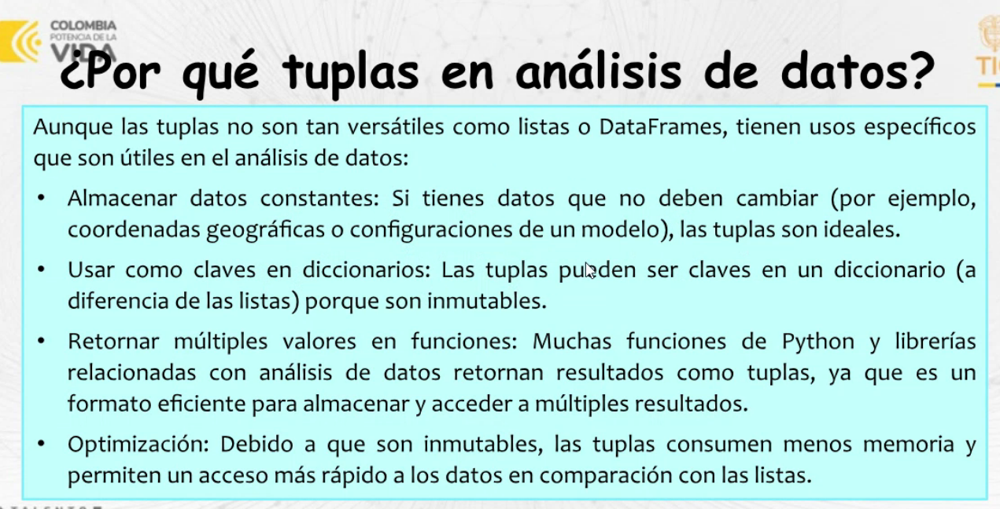 COLOMBIA
POTENCIA DE LA
VIDA
TI
¿Por qué tuplas en análisis de datos?
Aunque las tuplas no son tan versátiles como listas o DataFrames, tienen usos específicos
que son útiles en el análisis de datos:
• Almacenar datos constantes: Si tienes datos que no deben cambiar (por ejemplo,
coordenadas geográficas o configuraciones de un modelo), las tuplas son ideales.
• Usar como claves en diccionarios: Las tuplas pueden ser claves en un diccionario (a
diferencia de las listas) porque son inmutables.
• Retornar múltiples valores en funciones: Muchas funciones de Python y librerías
relacionadas con análisis de datos retornan resultados como tuplas, ya que es un
formato eficiente para almacenar y acceder a múltiples resultados.
• Optimización: Debido a que son inmutables, las tuplas consumen menos memoria y
permiten un acceso más rápido a los datos en comparación con las listas.